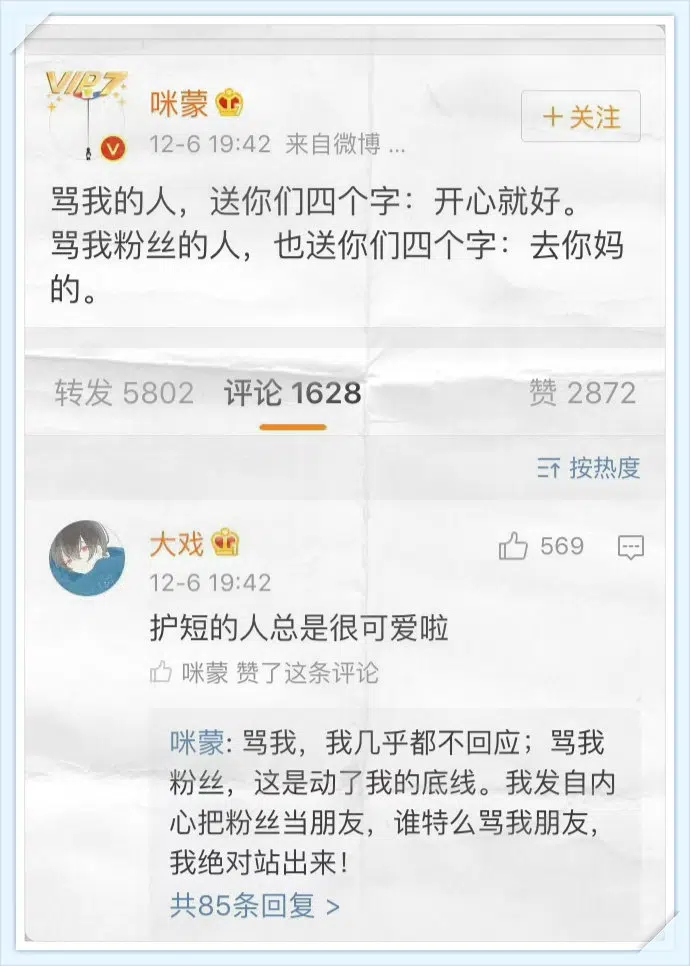 VIP7
咪蒙
+关注
12-6 19:42 来自微博 ...
骂我的人，送你们四个字：开心就好。
骂我粉丝的人，也送你们四个字：去你妈
的。
转发 5802 评论 1628 赞 2872
按热度
大戏
569
12-6 19:42
护短的人总是很可爱啦
咪蒙 赞了这条评论
咪蒙: 骂我，我几乎都不回应；骂我
粉丝，这是动了我的底线。我发自内
心把粉丝当朋友，谁特么骂我朋友，
我绝对站出来！
共85条回复 >